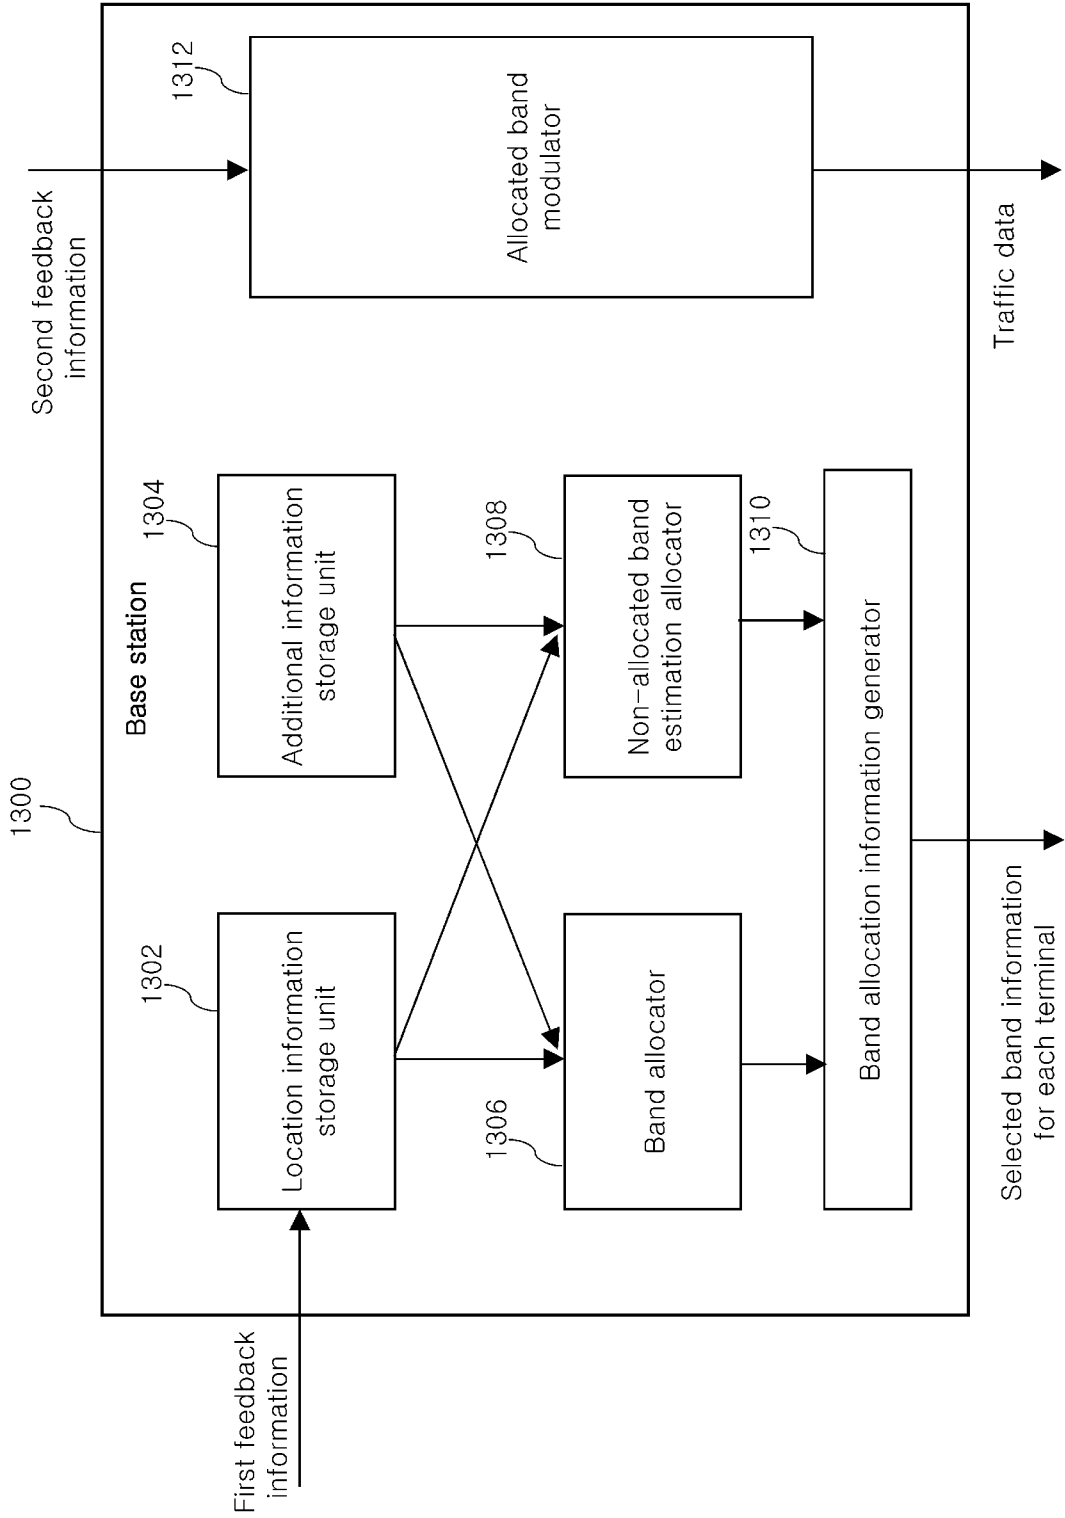 1300
Base station
First feedback
information
1302
Location information
storage unit
1304
Additional information
storage unit
1306
Band allocator
1308
Non-allocated band
estimation allocator
1310
Band allocation information generator
Selected band information
for each terminal
Second feedback
information
1312
Allocated band
modulator
Traffic data